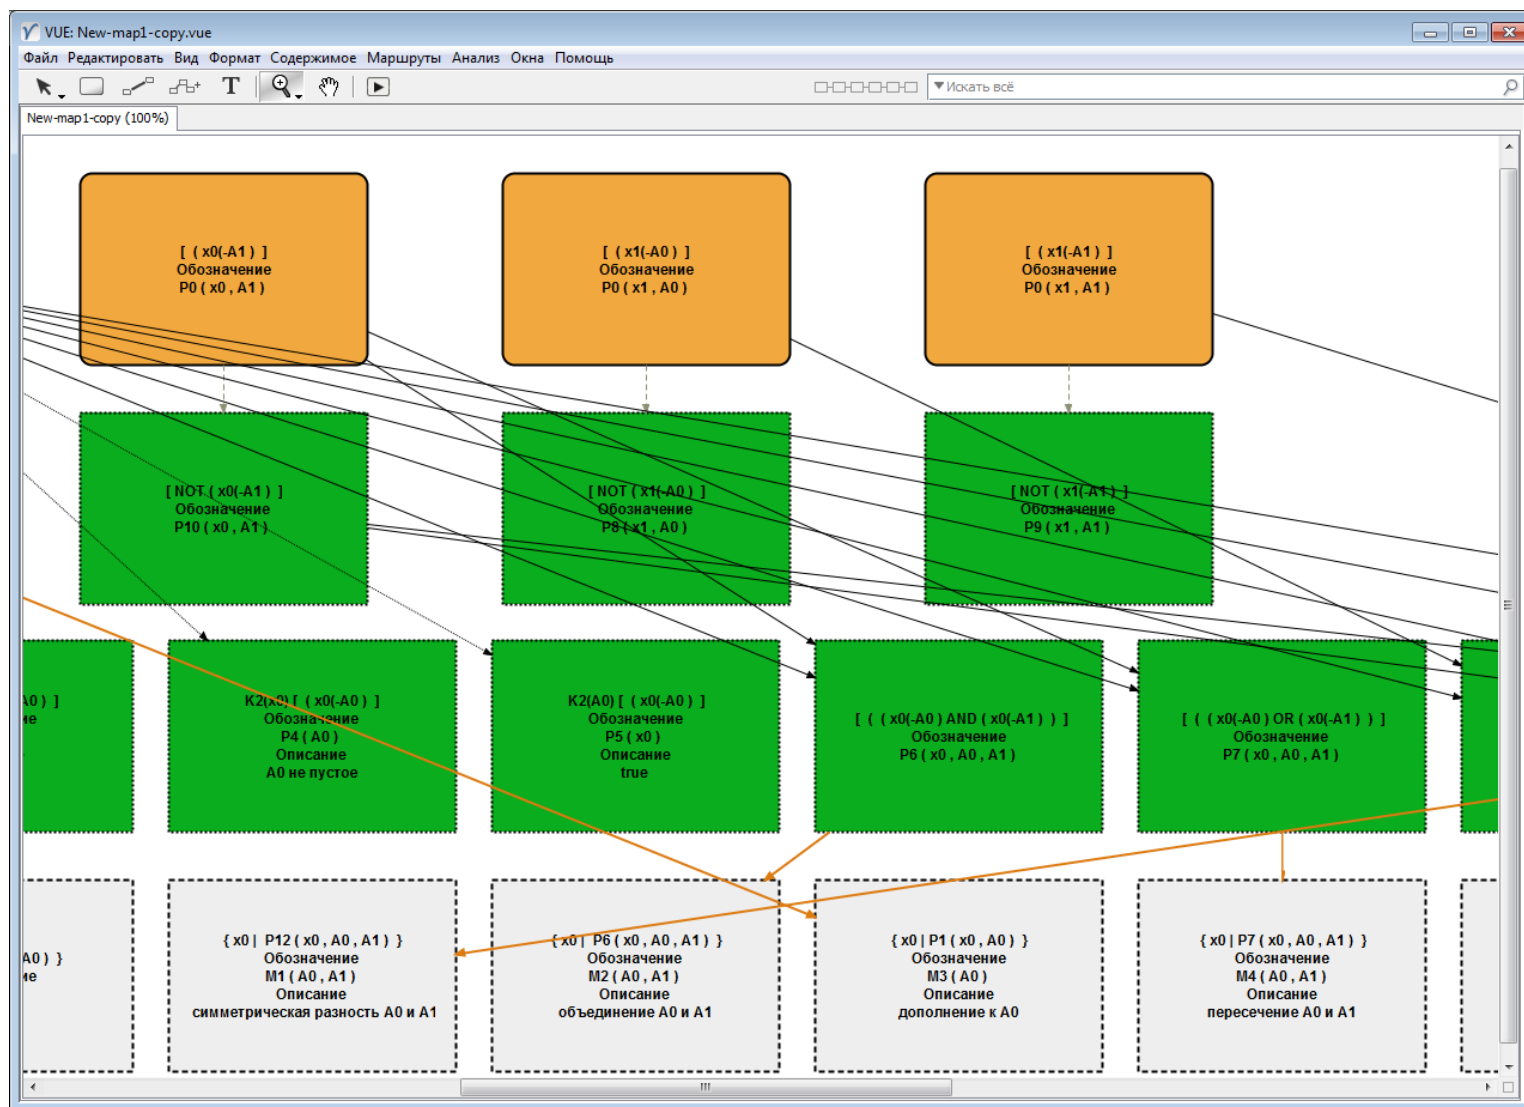 VUE: New-map1-copy.vue
Файл Редактировать Вид Формат Содержимое Маршруты Анализ Окна Помощь
T
Искать всё
New-map1-copy (100%)
[ ( x0(-A1 ) ]
Обозначение
P0 ( x0 , A1 )
[ ( x1(-A0 ) ]
Обозначение
P0 ( x1 , A0 )
[ ( x1(-A1 ) ]
Обозначение
P0 ( x1 , A1 )
[ NOT ( x0(-A1 ) ]
Обозначение
P10 ( x0 , A1 )
[ NOT ( x1(-A0 ) ]
Обозначение
P8 ( x1 , A0 )
[ NOT ( x1(-A1 ) ]
Обозначение
P9 ( x1 , A1 )
A0 ) ]
ие
K2(x0) [ ( x0(-A0 ) ]
Обозначение
P4 ( A0 )
Описание
A0 не пустое
K2(A0) [ ( x0(-A0 ) ]
Обозначение
P5 ( x0 )
Описание
true
[ ( ( x0(-A0 ) AND ( x0(-A1 ) ) ]
Обозначение
P6 ( x0 , A0 , A1 )
[ ( ( x0(-A0 ) OR ( x0(-A1 ) ) ]
Обозначение
P7 ( x0 , A0 , A1 )
A0 ) }
ие
{ x0 | P12 ( x0 , A0 , A1 ) }
Обозначение
M1 ( A0 , A1 )
Описание
симметрическая разность A0 и A1
{ x0 | P6 ( x0 , A0 , A1 ) }
Обозначение
M2 ( A0 , A1 )
Описание
объединение A0 и A1
{ x0 | P1 ( x0 , A0 ) }
Обозначение
M3 ( A0 )
Описание
дополнение к A0
{ x0 | P7 ( x0 , A0 , A1 ) }
Обозначение
M4 ( A0 , A1 )
Описание
пересечение A0 и A1